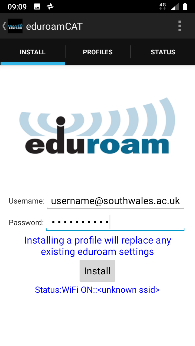 09:09
eduroamCAT
INSTALL PROFILES STATUS
eduroam
Username: username@southwales.ac.uk
Password: ••••••••••
Installing a profile will replace any
existing eduroam settings
Install
Status:WiFi ON::<unknown ssid>